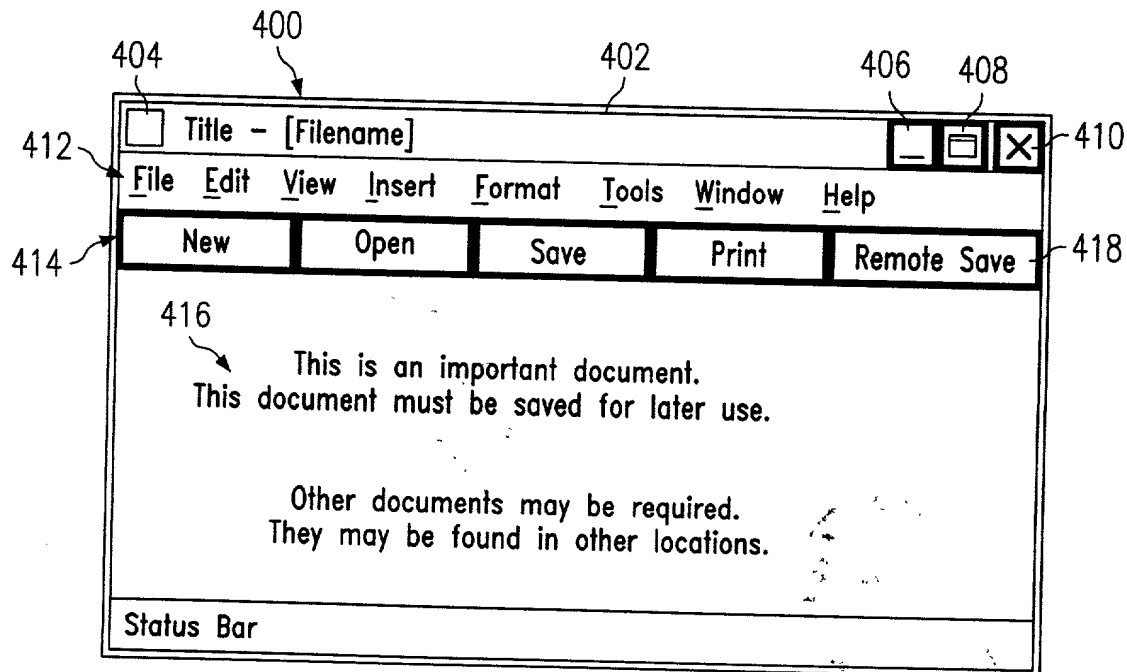 400
404
402
406
408
Title - [Filename]
410
412
File Edit View Insert Format Tools Window Help
414
New Open Save Print Remote Save
418
416
This is an important document.
This document must be saved for later use.
Other documents may be required.
They may be found in other locations.
Status Bar